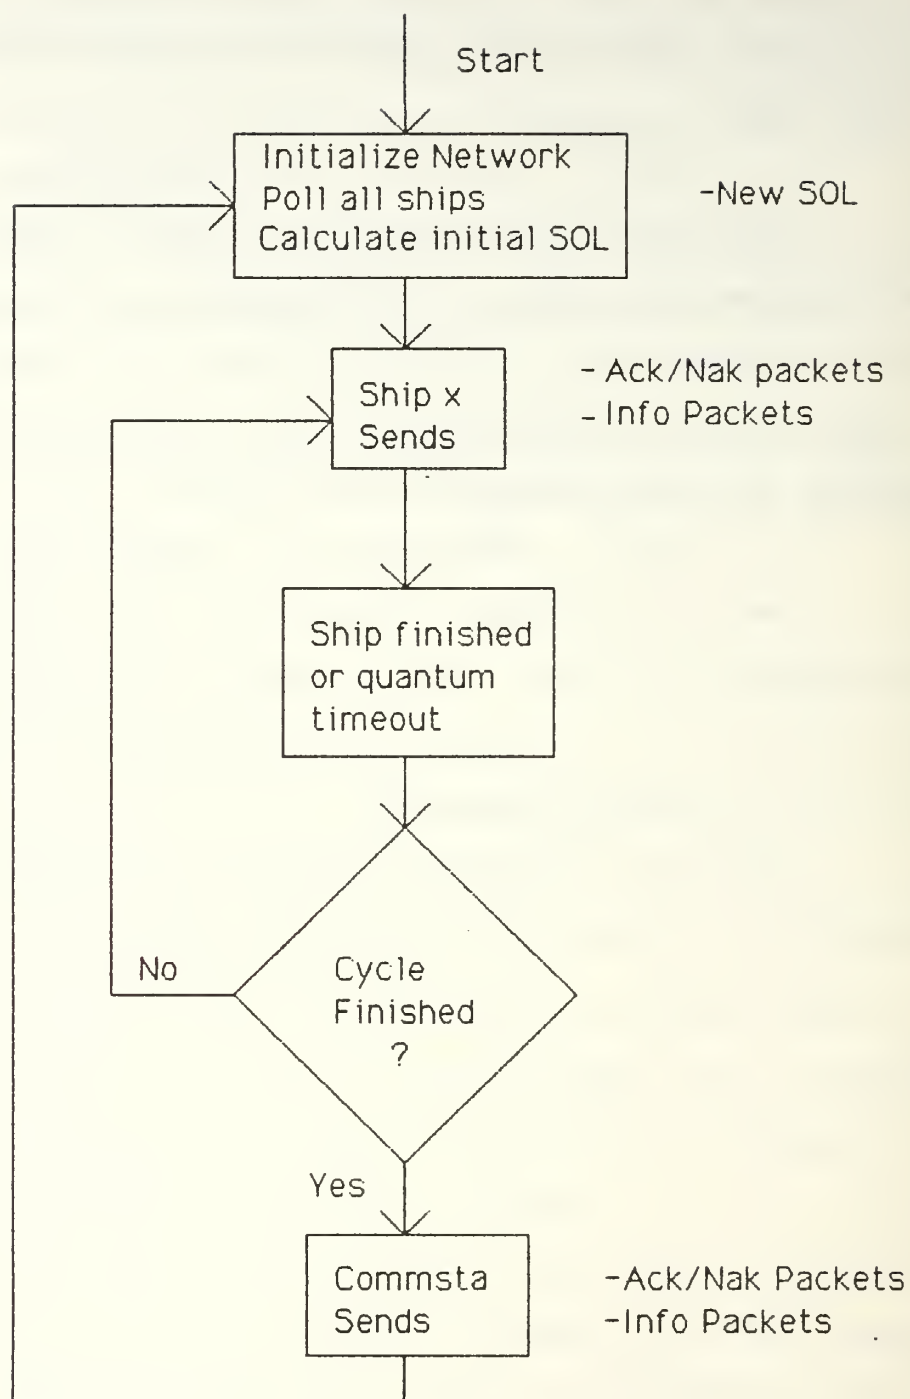 Start
Initialize Network
Poll all ships
Calculate initial SOL
-New SOL
Ship x
Sends
- Ack/Nak packets
- Info Packets
Ship finished
or quantum
timeout
Cycle
Finished
?
No
Yes
Commsta
Sends
-Ack/Nak Packets
-Info Packets